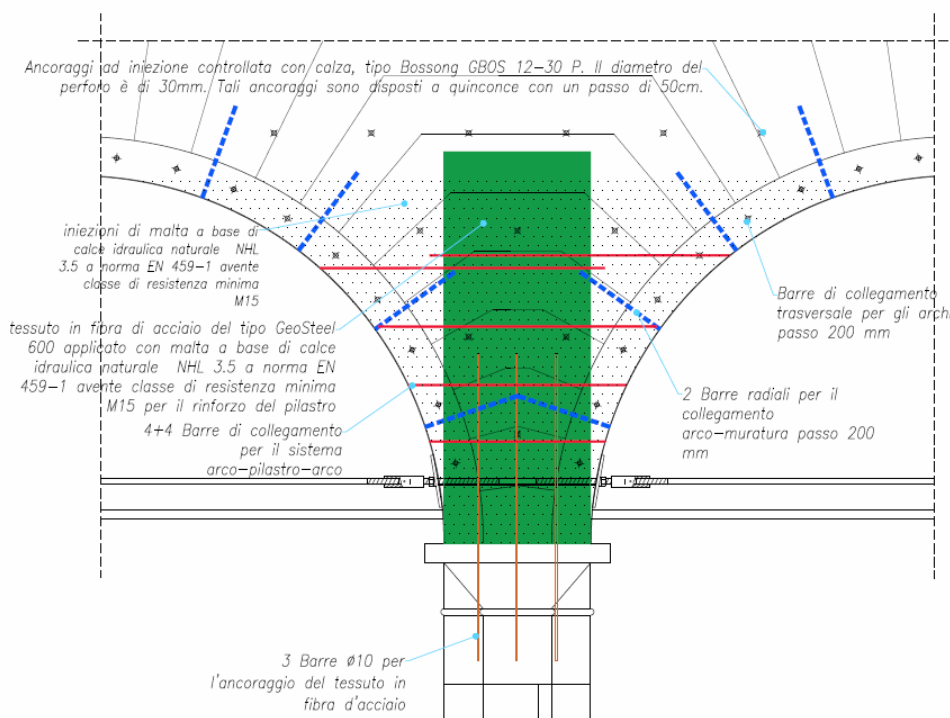 Ancoraggi ad iniezione controllata con calza, tipo Bossong GBOS 12-30 P. Il diametro del
perforo è di 30mm. Tali ancoraggi sono disposti a quinconce con un passo di 50cm.
iniezioni di malta a base di
calce idraulica naturale NHL
3.5 a norma EN 459-1 avente
classe di resistenza minima
M15
tessuto in fibra di acciaio del tipo GeoSteel
600 applicato con malta a base di calce
idraulica naturale NHL 3.5 a norma EN
459-1 avente classe di resistenza minima
M15 per il rinforzo del pilastro
4+4 Barre di collegamento
per il sistema
arco-pilastro-arco
Barre di collegamento
trasversale per gli archi
passo 200 mm
2 Barre radiali per il
collegamento
arco-muratura passo 200
mm
3 Barre ø10 per
l'ancoraggio del tessuto in
fibra d'acciaio